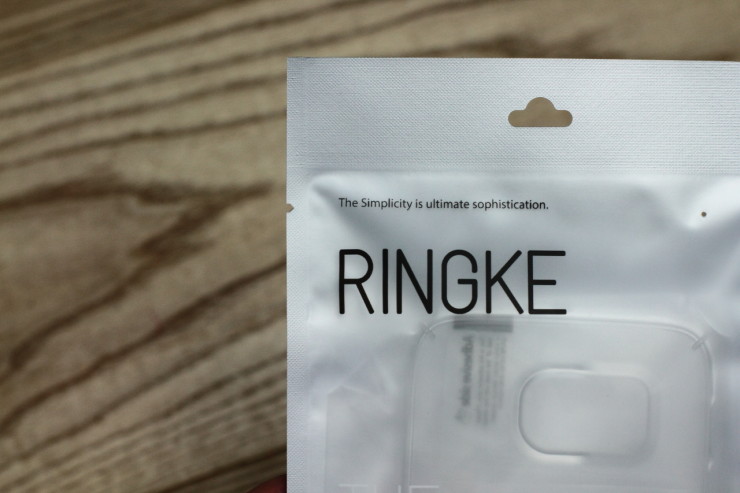 The Simplicity is ultimate sophistication.
RINGKE